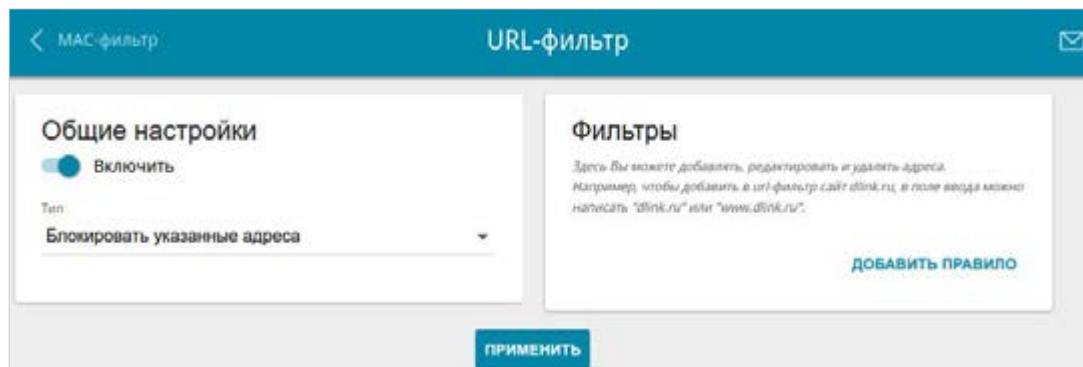 МАС-фильтр
URL-фильтр
Общие настройки
Включить
Тип
Блокировать указанные адреса
Фильтры
Здесь Вы можете добавлять, редактировать и удалять адреса.
Например, чтобы добавить в url-фильтр сайт dlink.ru, в поле ввода можно
написать "dlink.ru" или "www.dlink.ru".
ДОБАВИТЬ ПРАВИЛО
ПРИМЕНИТЬ